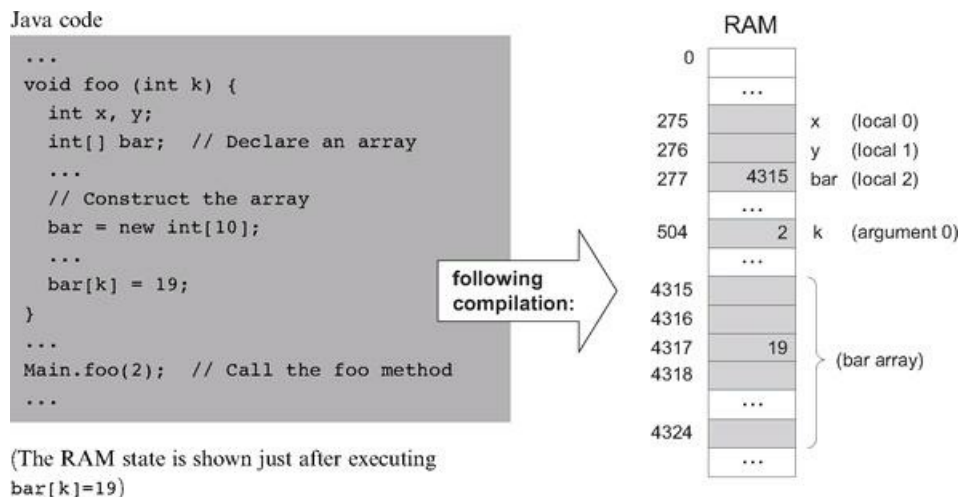 Java code
...
void foo (int k) {
int x, y;
int[] bar;  // Declare an array
...
// Construct the array
bar = new int[10];
...
bar[k] = 19;
}
...
Main.foo(2);  // Call the foo method
...
(The RAM state is shown just after executing
bar[k]=19)
following
compilation:
RAM
0
...
275 x (local 0)
276 y (local 1)
277 4315 bar (local 2)
...
504 2 k (argument 0)
...
4315
4316
4317 19
(bar array)
4318
...
4324
...